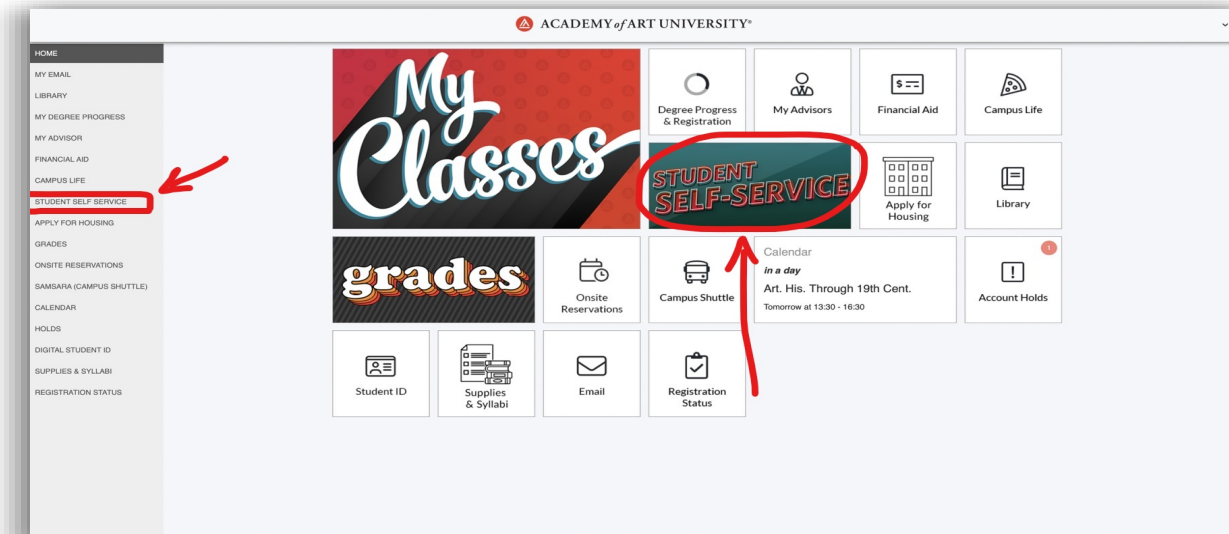 ACADEMY of ART UNIVERSITY®
HOME
MY EMAIL
LIBRARY
MY DEGREE PROGRESS
MY ADVISOR
FINANCIAL AID
CAMPUS LIFE
STUDENT SELF SERVICE
APPLY FOR HOUSING
GRADES
ONSITE RESERVATIONS
SAMSARA (CAMPUS SHUTTLE)
CALENDAR
HOLDS
DIGITAL STUDENT ID
SUPPLIES & SYLLABI
REGISTRATION STATUS
My
Classes
Degree Progress
& Registration
My Advisors
Financial Aid
Campus Life
STUDENT
SELF-SERVICE
Apply for
Housing
Library
grades
Onsite
Reservations
Campus Shuttle
Calendar
in a day
Art. His. Through 19th Cent.
Tomorrow at 13:30 - 16:30
1
Account Holds
Student ID
Supplies
& Syllabi
Email
Registration
Status